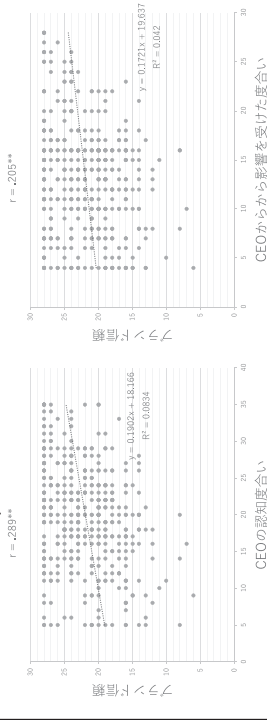 r = .289**
30
25
20
15
10
5
0
ブランド信頼
y = 0.1902x + 18.166
R² = 0.0834
0 5 10 15 20 25 30 35 40
CEOの認知度合い
r = .205**
30
25
20
15
10
5
0
ブランド信頼
y = 0.1721x + 19.637
R² = 0.042
0 5 10 15 20 25 30
CEOからから影響を受けた度合い